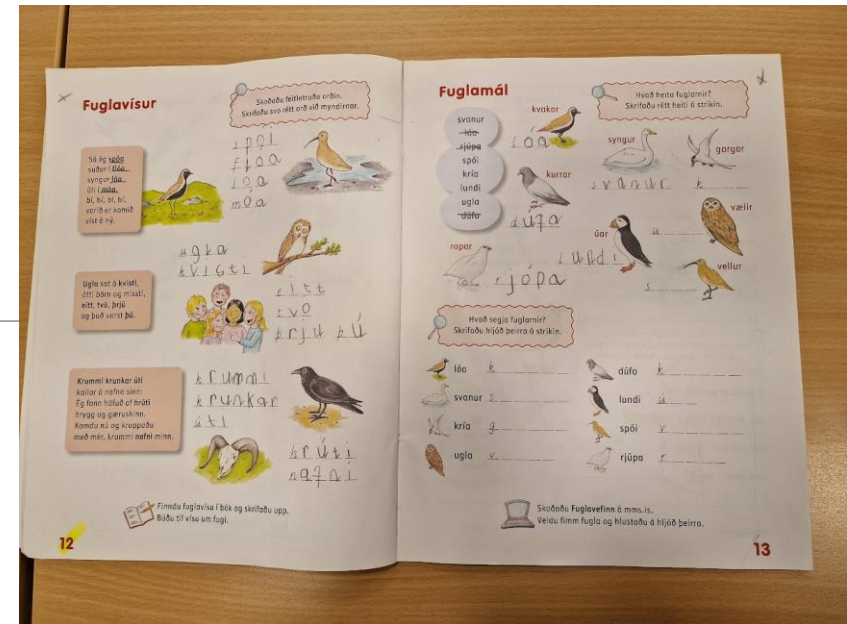 Fuglavísur
Skoðaðu feitletruðu orðin.
Skrifaðu svo rétt orð við myndirnar.
Sá ég spóa
suður í flóa,
syngur lóa
úti í móa,
bí, bí, bí, bí,
vorið er komið
víst á ný.
spói
flóa
lóa
móa
Ugla sat á kvisti,
átti börn og missti,
eitt, tvö, þrjú
og það varst þú.
ugla
kvisti
eitt
tvö
þrjú þú
Krummi krunkar úti
kallar á nafna sinn:
Ég fann höfuð af hrúti
hrygg og gæruskinn.
Komdu nú og kroppaðu
með mér, krummi nafni minn.
krummi
krunkar
úti
hrúti
nafni
Finndu fuglavísu í bók og skrifaðu upp.
Búðu til vísu um fugl.
12
Fuglamál
Hvað heita fuglarnir?
Skrifaðu rétt heiti á strikin.
svanur
lóa
rjúpa
spói
kría
lundi
ugla
dúfa
kvakar
lóa
syngur
svanur
gargar
k
kurrar
dúfa
úar
lundi
vælir
u
ropar
rjópa
vellur
s
Hvað segja fuglarnir?
Skrifaðu hljóð þeirra á strikin.
lóa k
svanur s
kría g
ugla v
dúfa k
lundi ú
spói v
rjúpa r
Skoðaðu Fuglavefinn á mms.is.
Veldu fimm fugla og hlustaðu á hljóð þeirra.
13